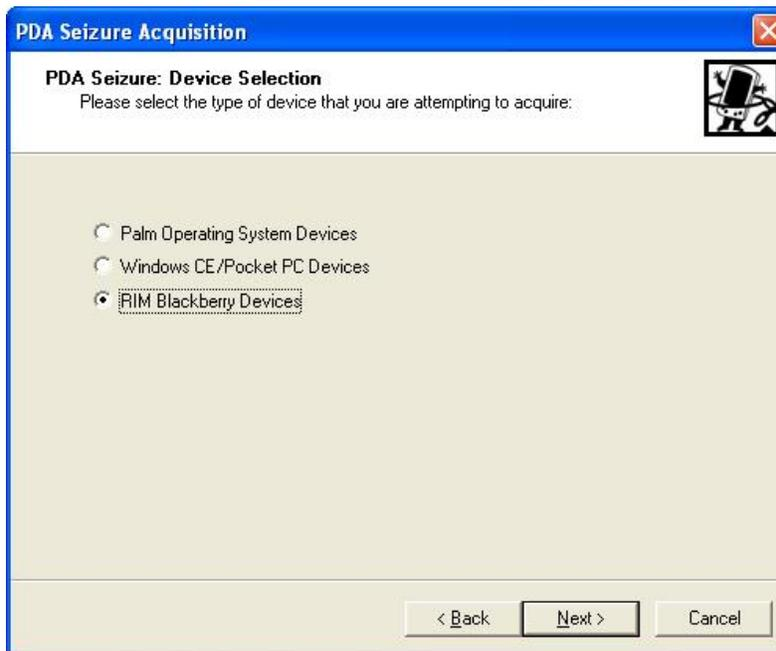 PDA Seizure Acquisition
PDA Seizure: Device Selection
Please select the type of device that you are attempting to acquire:
Palm Operating System Devices
Windows CE/Pocket PC Devices
RIM Blackberry Devices
< Back Next > Cancel